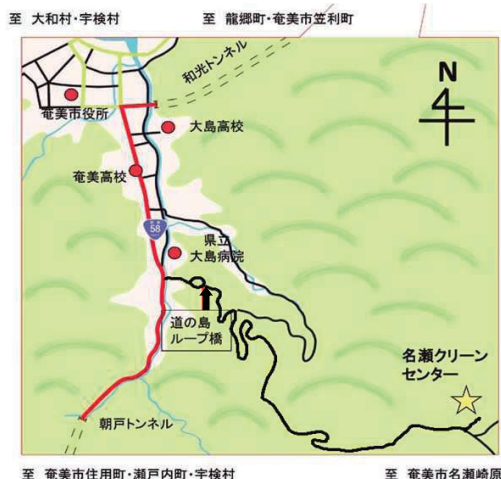 至 大和村・宇検村
至 龍郷町・奄美市笠利町
和光トンネル
N
奄美市役所
大島高校
奄美高校
58
県立
大島病院
道の島
ループ橋
名瀬クリーン
センター
朝戸トンネル
至 奄美市住用町・瀬戸内町・宇検村
至 奄美市名瀬崎原